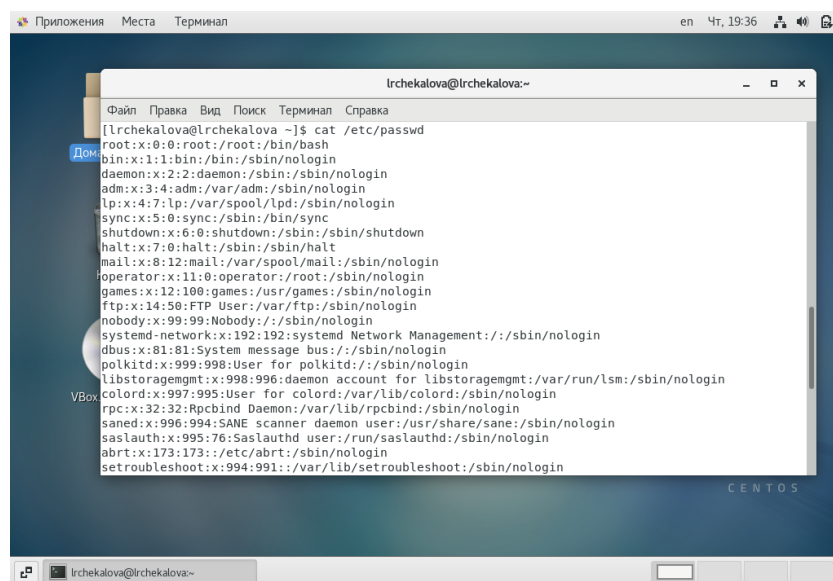 Приложения Места Терминал en Чт, 19:36
lrchekalova@lrchekalova:~
Файл Правка Вид Поиск Терминал Справка
[lrchekalova@lrchekalova ~]$ cat /etc/passwd
root:x:0:0:root:/root:/bin/bash
bin:x:1:1:bin:/bin:/sbin/nologin
daemon:x:2:2:daemon:/sbin:/sbin/nologin
adm:x:3:4:adm:/var/adm:/sbin/nologin
lp:x:4:7:lp:/var/spool/lpd:/sbin/nologin
sync:x:5:0:sync:/sbin:/bin/sync
shutdown:x:6:0:shutdown:/sbin:/sbin/shutdown
halt:x:7:0:halt:/sbin:/sbin/halt
mail:x:8:12:mail:/var/spool/mail:/sbin/nologin
operator:x:11:0:operator:/root:/sbin/nologin
games:x:12:100:games:/usr/games:/sbin/nologin
ftp:x:14:50:FTP User:/var/ftp:/sbin/nologin
nobody:x:99:99:Nobody:/:/sbin/nologin
systemd-network:x:192:192:systemd Network Management:/:/sbin/nologin
dbus:x:81:81:System message bus:/:/sbin/nologin
polkitd:x:999:998:User for polkitd:/:/sbin/nologin
libstoragemgmt:x:998:996:daemon account for libstoragemgmt:/var/run/lsm:/sbin/nologin
colord:x:997:995:User for colord:/var/lib/colord:/sbin/nologin
rpc:x:32:32:Rpcbind Daemon:/var/lib/rpcbind:/sbin/nologin
saned:x:996:994:SANE scanner daemon user:/usr/share/sane:/sbin/nologin
saslauth:x:995:76:Saslauthd user:/run/saslauthd:/sbin/nologin
abrt:x:173:173::/etc/abrt:/sbin/nologin
setroubleshoot:x:994:991::/var/lib/setroubleshoot:/sbin/nologin
Дома
VBox
CENTOS
lrchekalova@lrchekalova:~